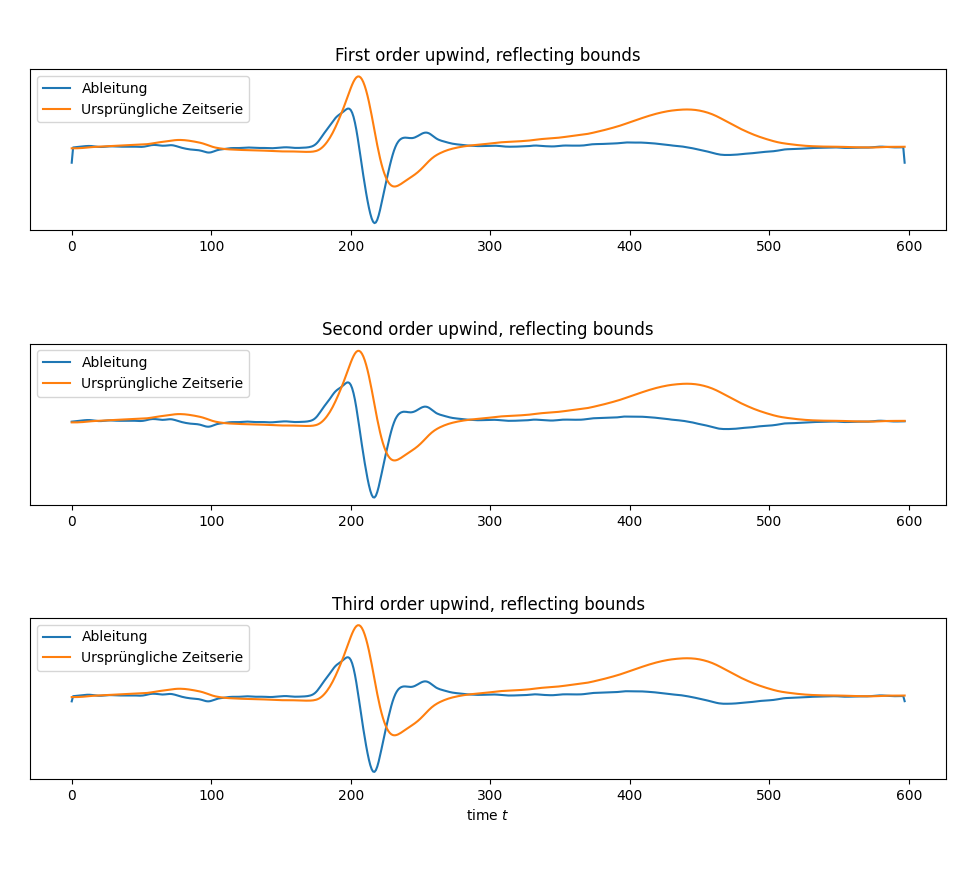 First order upwind, reflecting bounds
Ableitung
Ursprüngliche Zeitserie
0 100 200 300 400 500 600
Second order upwind, reflecting bounds
Ableitung
Ursprüngliche Zeitserie
0 100 200 300 400 500 600
Third order upwind, reflecting bounds
Ableitung
Ursprüngliche Zeitserie
0 100 200 300 400 500 600
time t